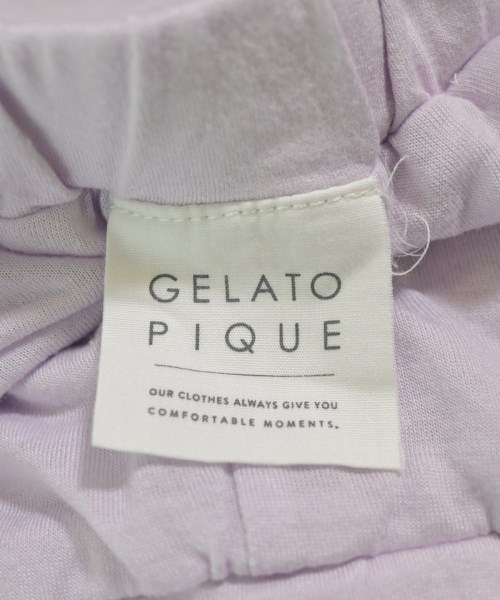 GELATO
PIQUE
OUR CLOTHES ALWAYS GIVE YOU
COMFORTABLE MOMENTS.